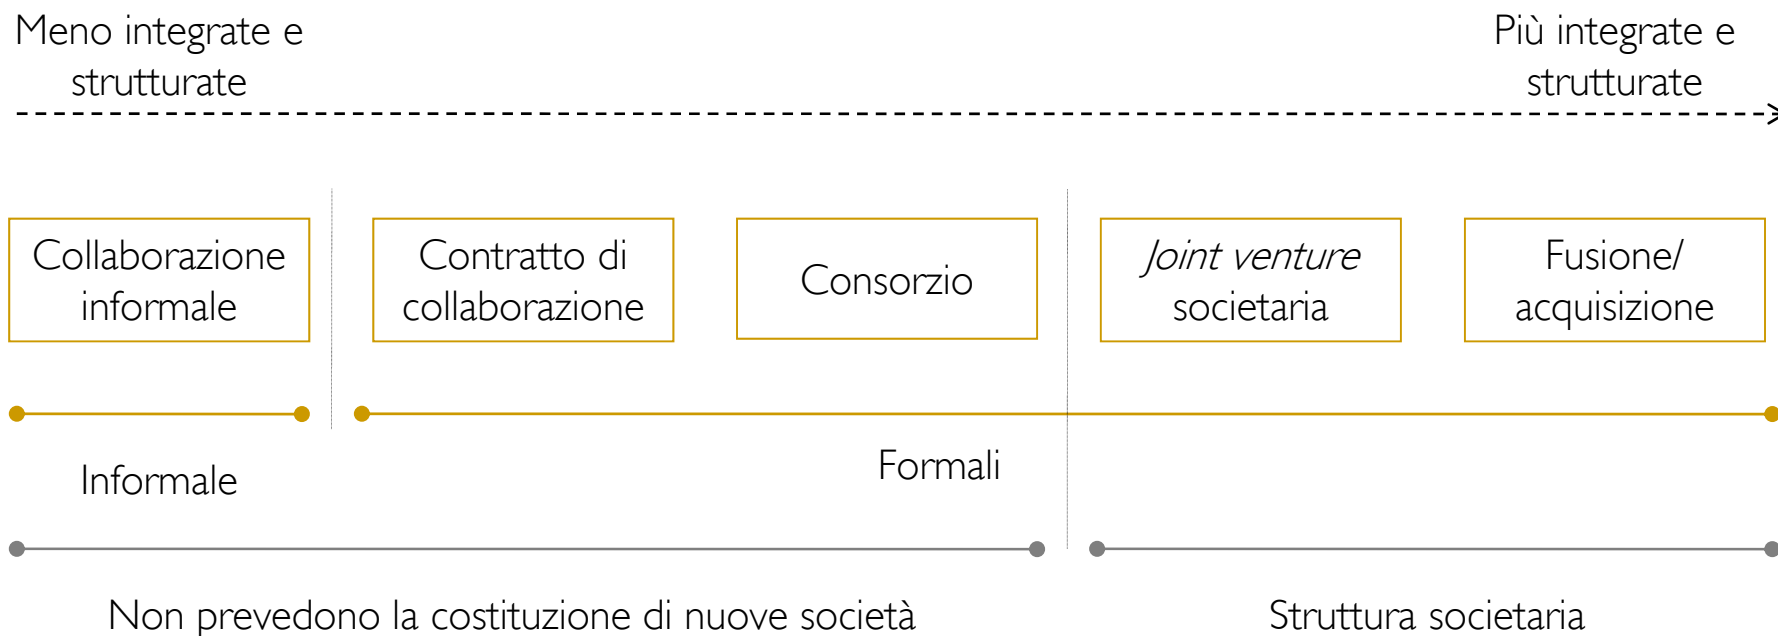 Meno integrate e
strutturate
Più integrate e
strutturate
Collaborazione
informale
Contratto di
collaborazione
Consorzio
Joint venture
societaria
Fusione/
acquisizione
Informale
Formali
Non prevedono la costituzione di nuove società
Struttura societaria